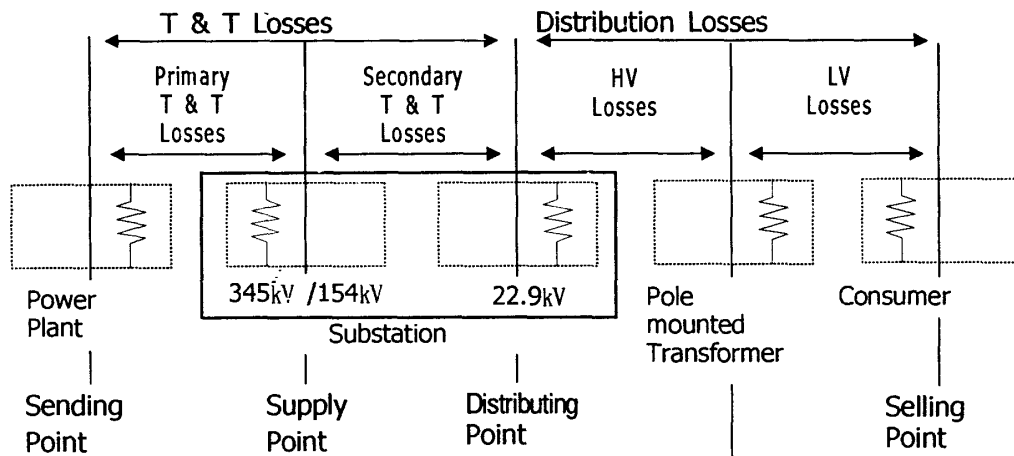 T & T Losses
Distribution Losses
Primary
T & T
Losses
Secondary
T & T
Losses
HV
Losses
LV
Losses
345kV /154kV
22.9kV
Power
Plant
Substation
Pole
mounted
Transformer
Consumer
Sending
Point
Supply
Point
Distributing
Point
Selling
Point